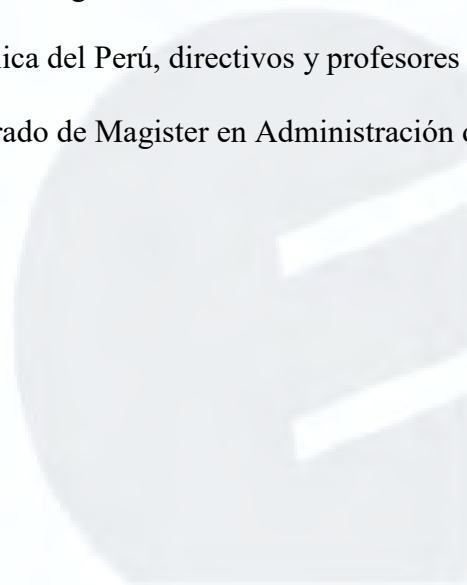 ica del Perú, directivos y profesores
rado de Magister en Administración